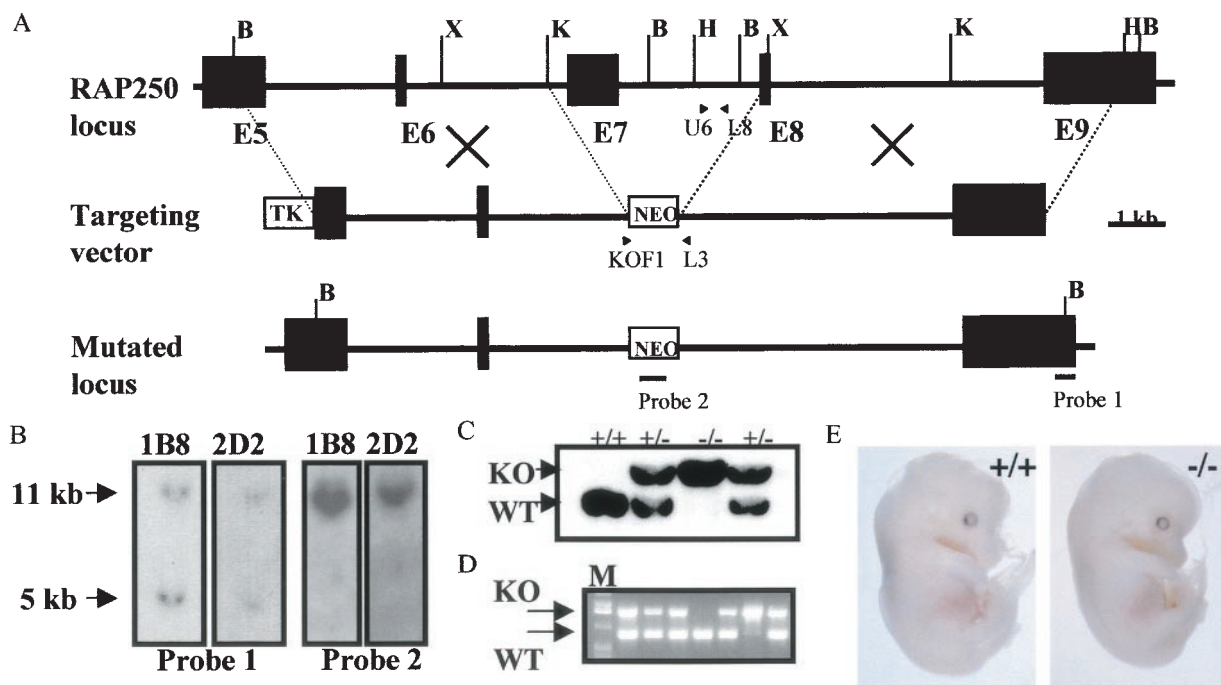 A
B X K B H B X K HB
RAP250
locus
E5 E6 E7 U6 L8 E8 E9
Targeting
vector
TK NEO 1 kb
KOF1 L3
B B
Mutated
locus
NEO
Probe 2 Probe 1
B
1B8 2D2 1B8 2D2
11 kb
5 kb
Probe 1 Probe 2
C
+/+ +/- -/- +/-
KO
WT
D
M
KO
WT
E
+/+ -/-